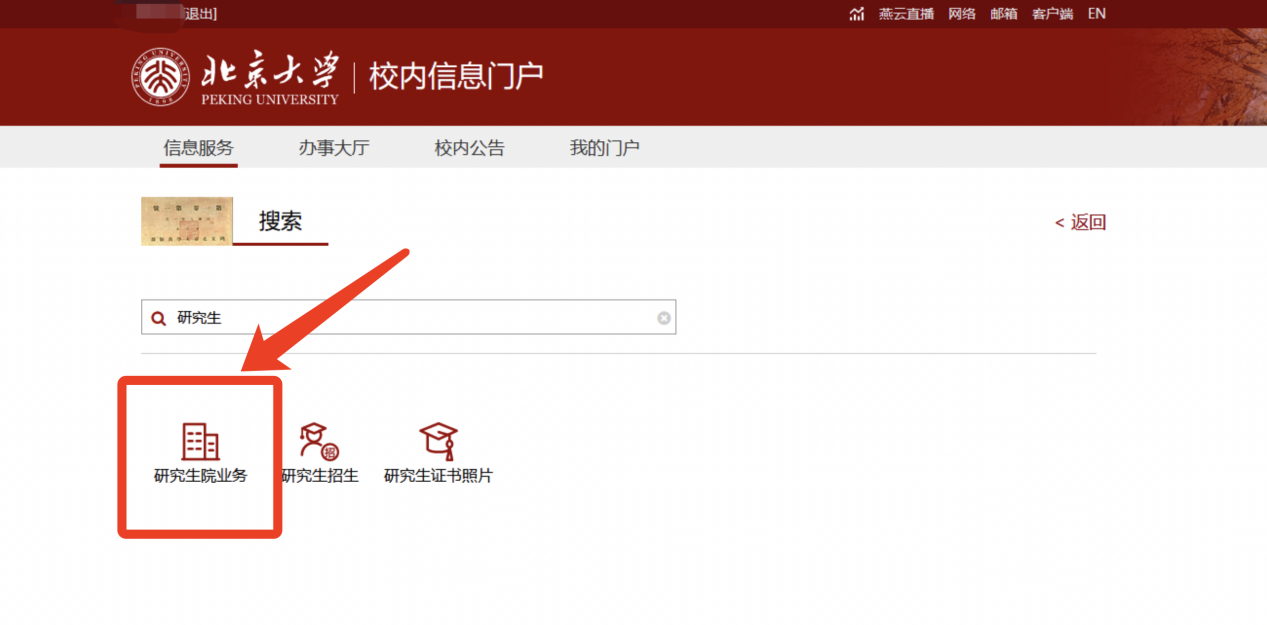 退出]
燕云直播 网络 邮箱 客户端 EN
北京大学
PEKING UNIVERSITY
校内信息门户
信息服务 办事大厅 校内公告 我的门户
搜索
< 返回
研究生
研究生院业务 研究生招生 研究生证书照片